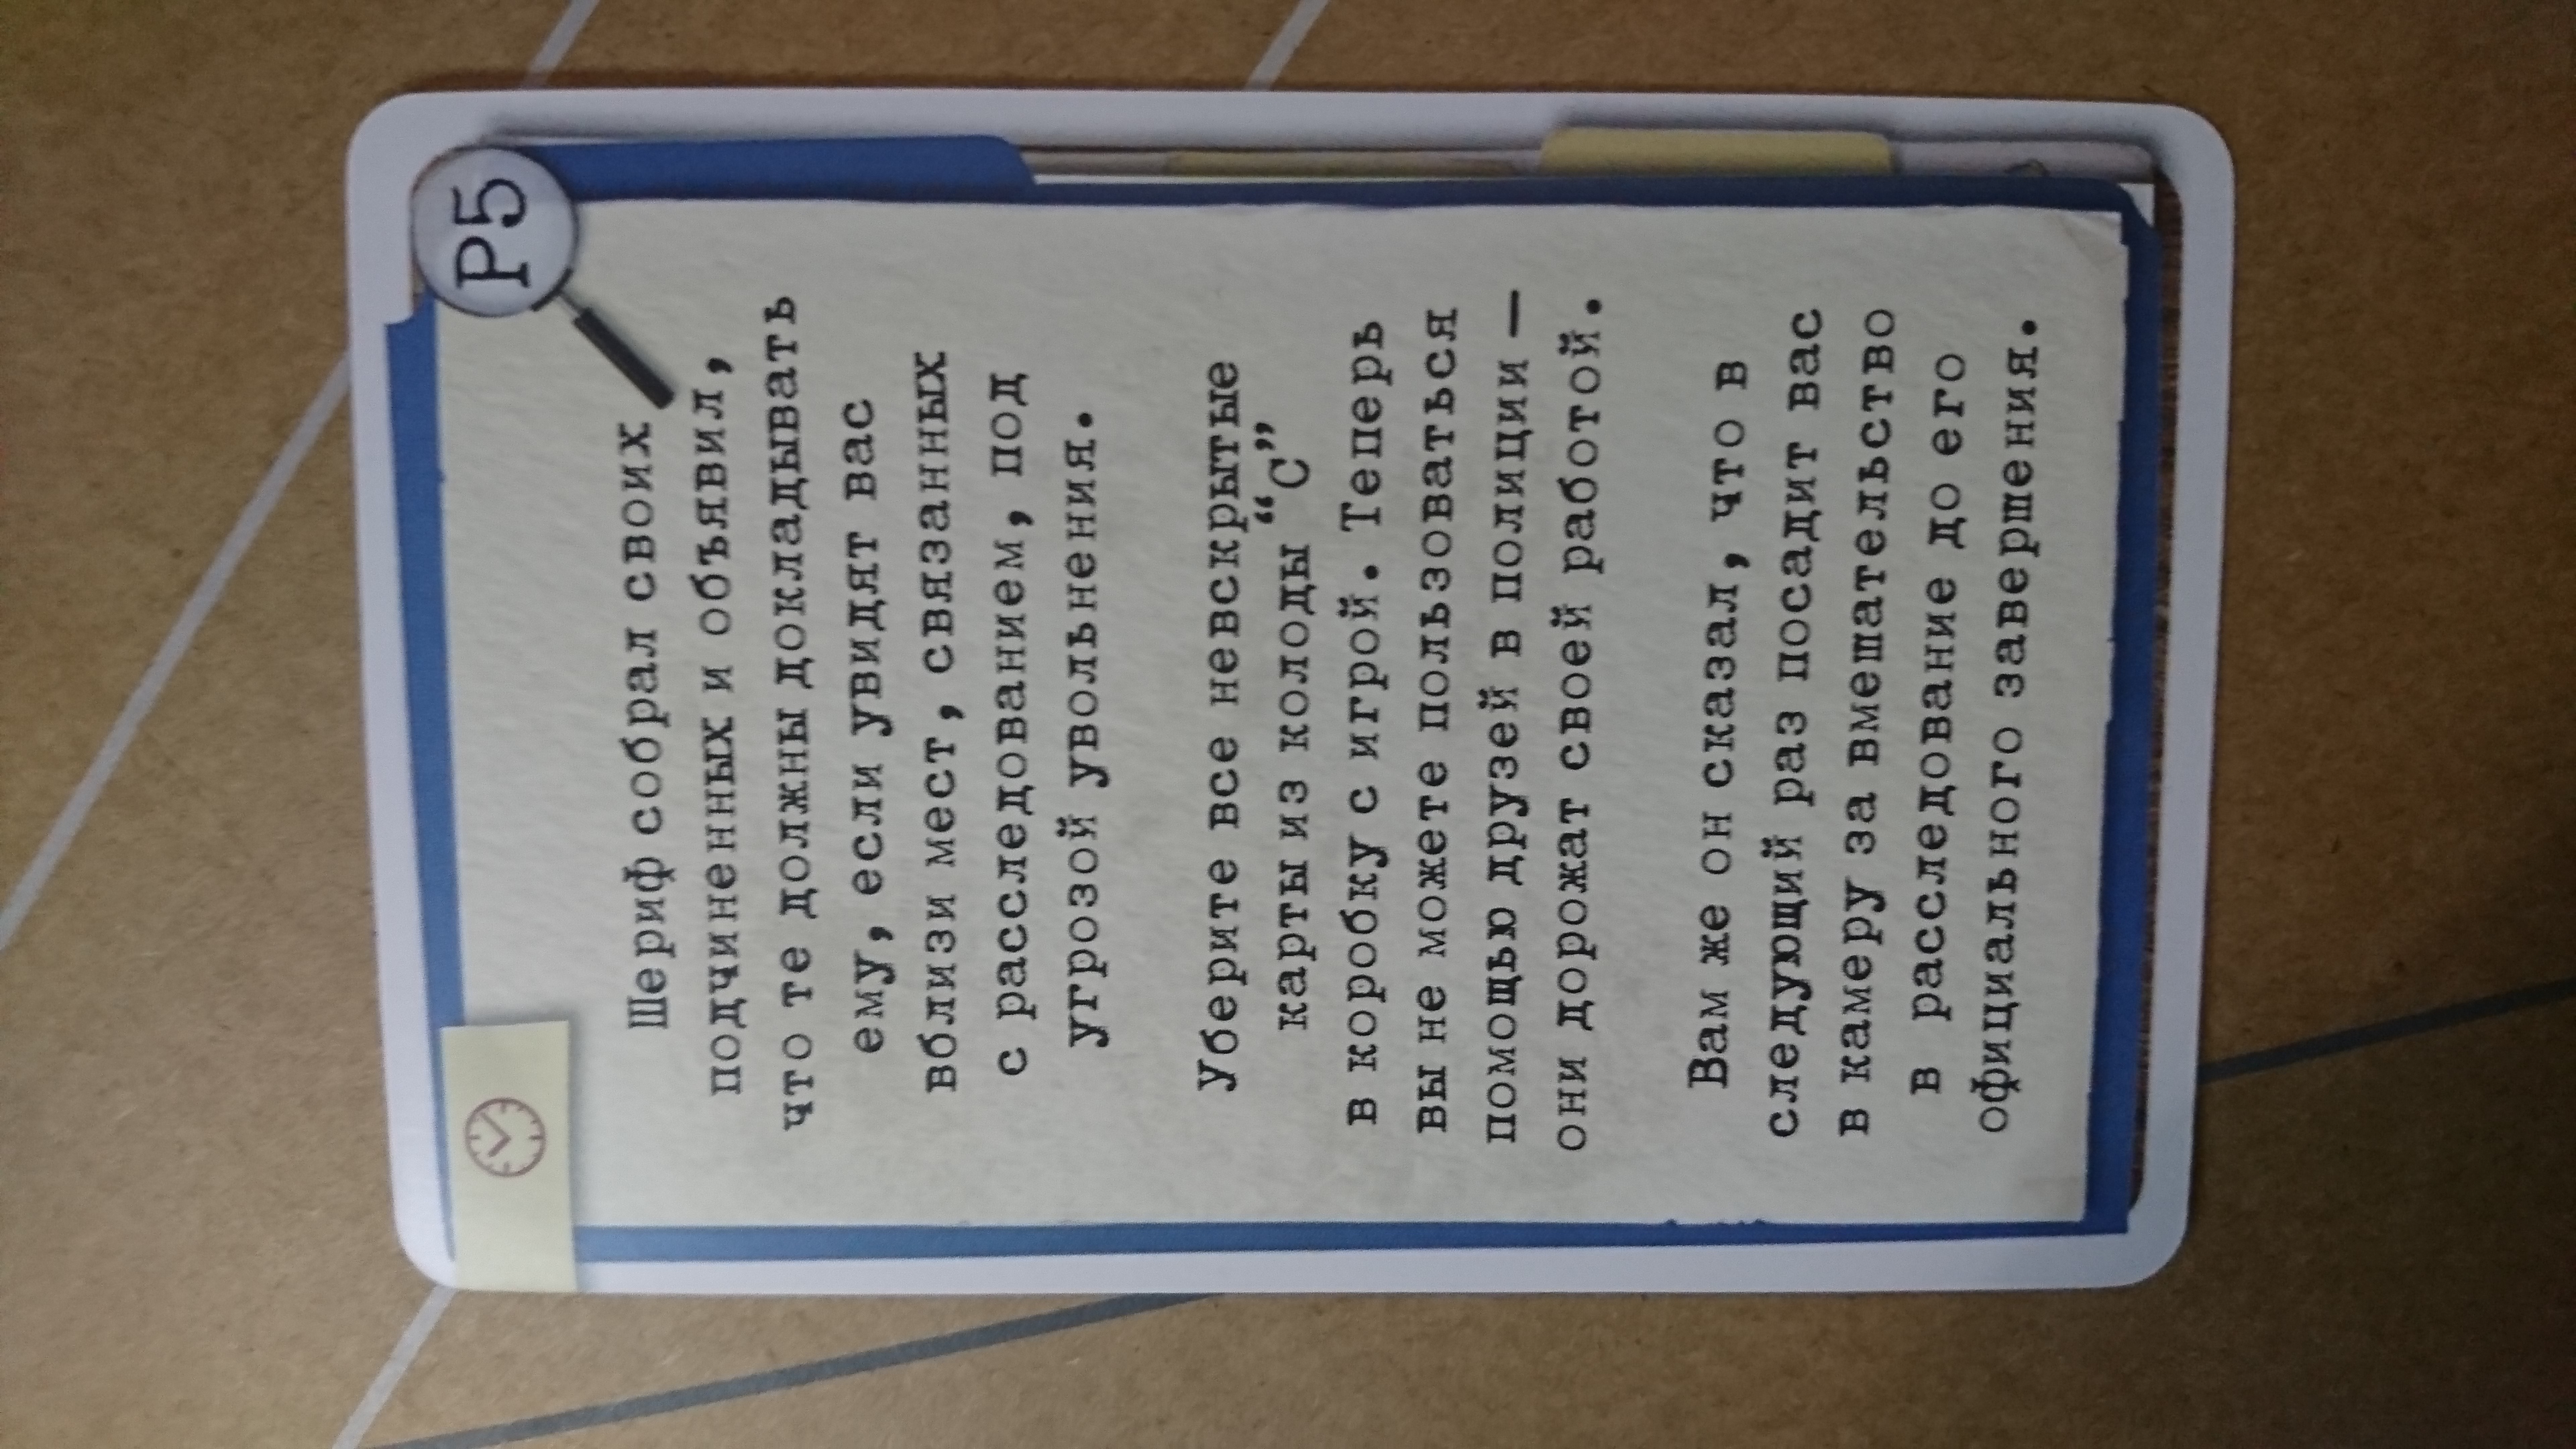 P5
Шериф собрал своих
подчиненных и объявил,
что те должны докладывать
ему, если увидят вас
вблизи мест, связанных
с расследованием, под
угрозой увольнения.
Уберите все невскрытые
карты из колоды “С”
в коробку с игрой. Теперь
вы не можете пользоваться
помощью друзей в полиции —
они дорожат своей работой.
Вам же он сказал, что в
следующий раз посадит вас
в камеру за вмешательство
в расследование до его
официального завершения.